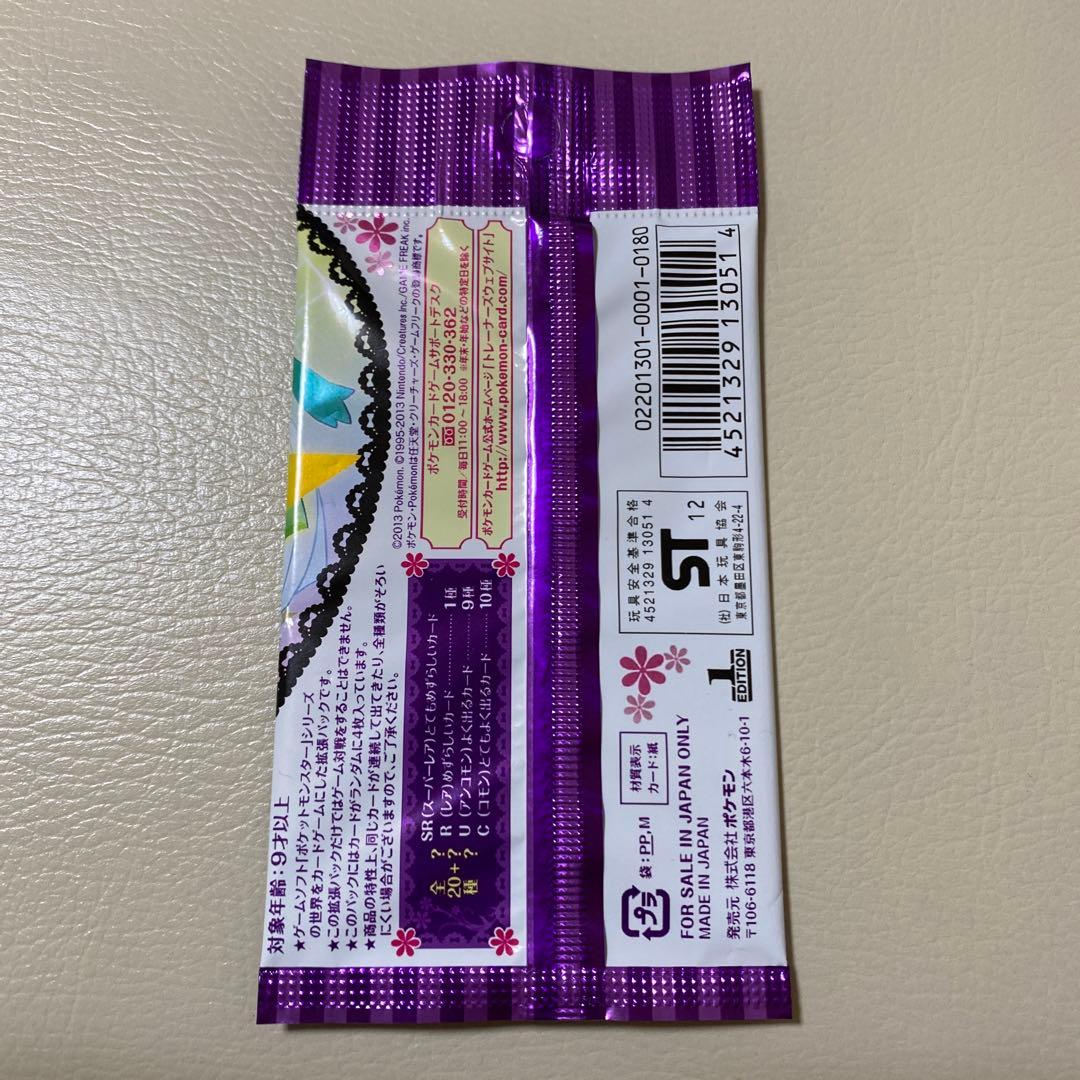 対象年齢：9才以上
★ゲームソフト「ポケットモンスター」シリーズ
の世界をカードゲームにした拡張パックです。
★この拡張パックだけではゲーム対戦をすることはできません。
★このパックにはカードがランダムに4枚入っています。
★商品の特性上、同じカードが連続して出てきたり、全種類がそろい
にくい場合がございますので、ご了承ください。
全
20+?
種
SR(スーパーレア)とてもめずらしいカード
? R (レア)めずらしいカード 1種
? U (アンコモン)よく出るカード 9種
? C (コモン)とてもよく出るカード 10種
©2013 Pokémon. ©1995-2013 Nintendo/Creatures Inc./GAME FREAK inc.
ポケモン・Pokémonは任天堂・クリーチャーズ・ゲームフリークの登録商標です。
ポケモンカードゲームサポートデスク
0120-330-362
受付時間／毎日11:00～18:00 ※年末・年始などの特定日を除く
ポケモンカードゲーム公式ホームページ「トレーナーズウェブサイト」
http://www.pokemon-card.com/
02201301-0001-0180
4521329130514
玩具安全基準合格
4521329 13051 4
ST 12
(社)日本玩具協会
東京都墨田区東駒形4-22-4
1
EDITION
材質表示
カード：紙
プラ
袋：PP,M
FOR SALE IN JAPAN ONLY
MADE IN JAPAN
発売元 株式会社ポケモン
〒106-6118 東京都港区六本木6-10-1